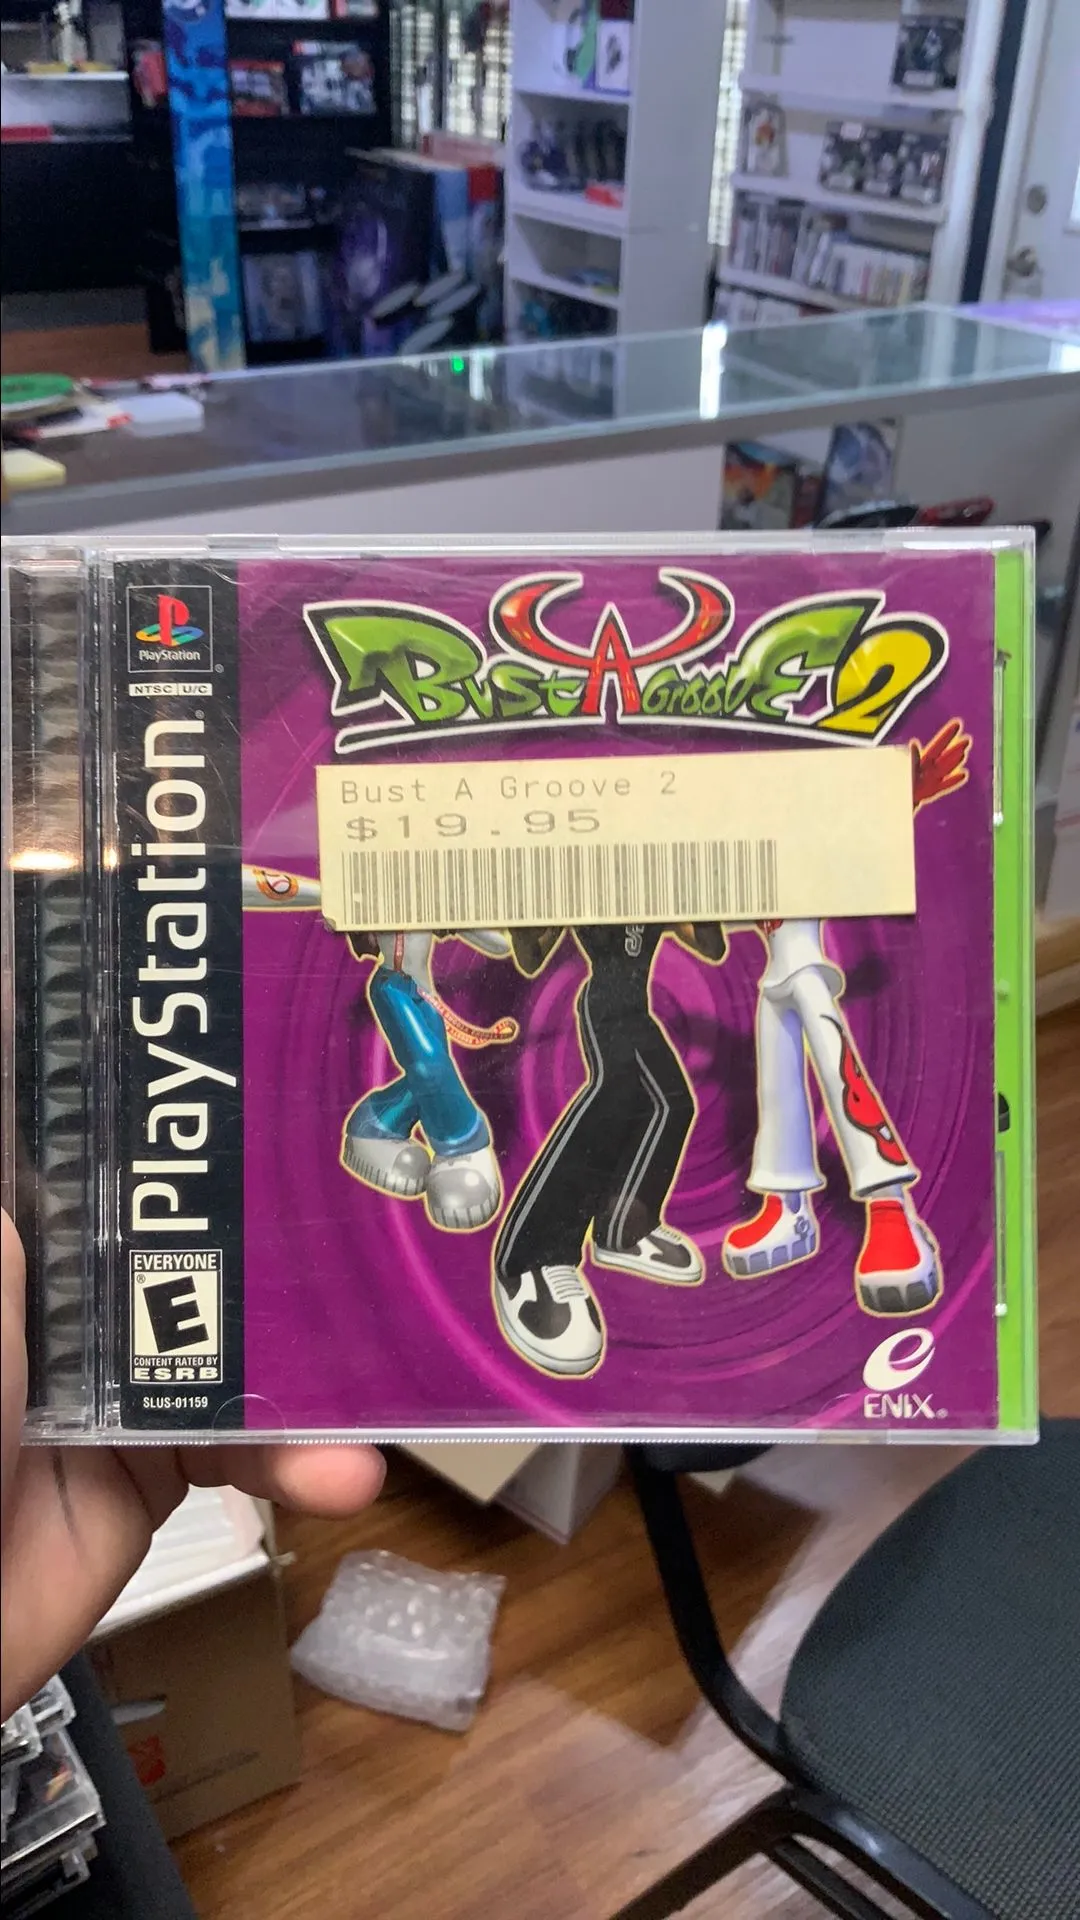 PlayStation
NTSC U/C
PlayStation
EVERYONE
E
CONTENT RATED BY
ESRB
SLUS-01159
BUST A GROOVE 2
Bust A Groove 2
$19.95
ENIX